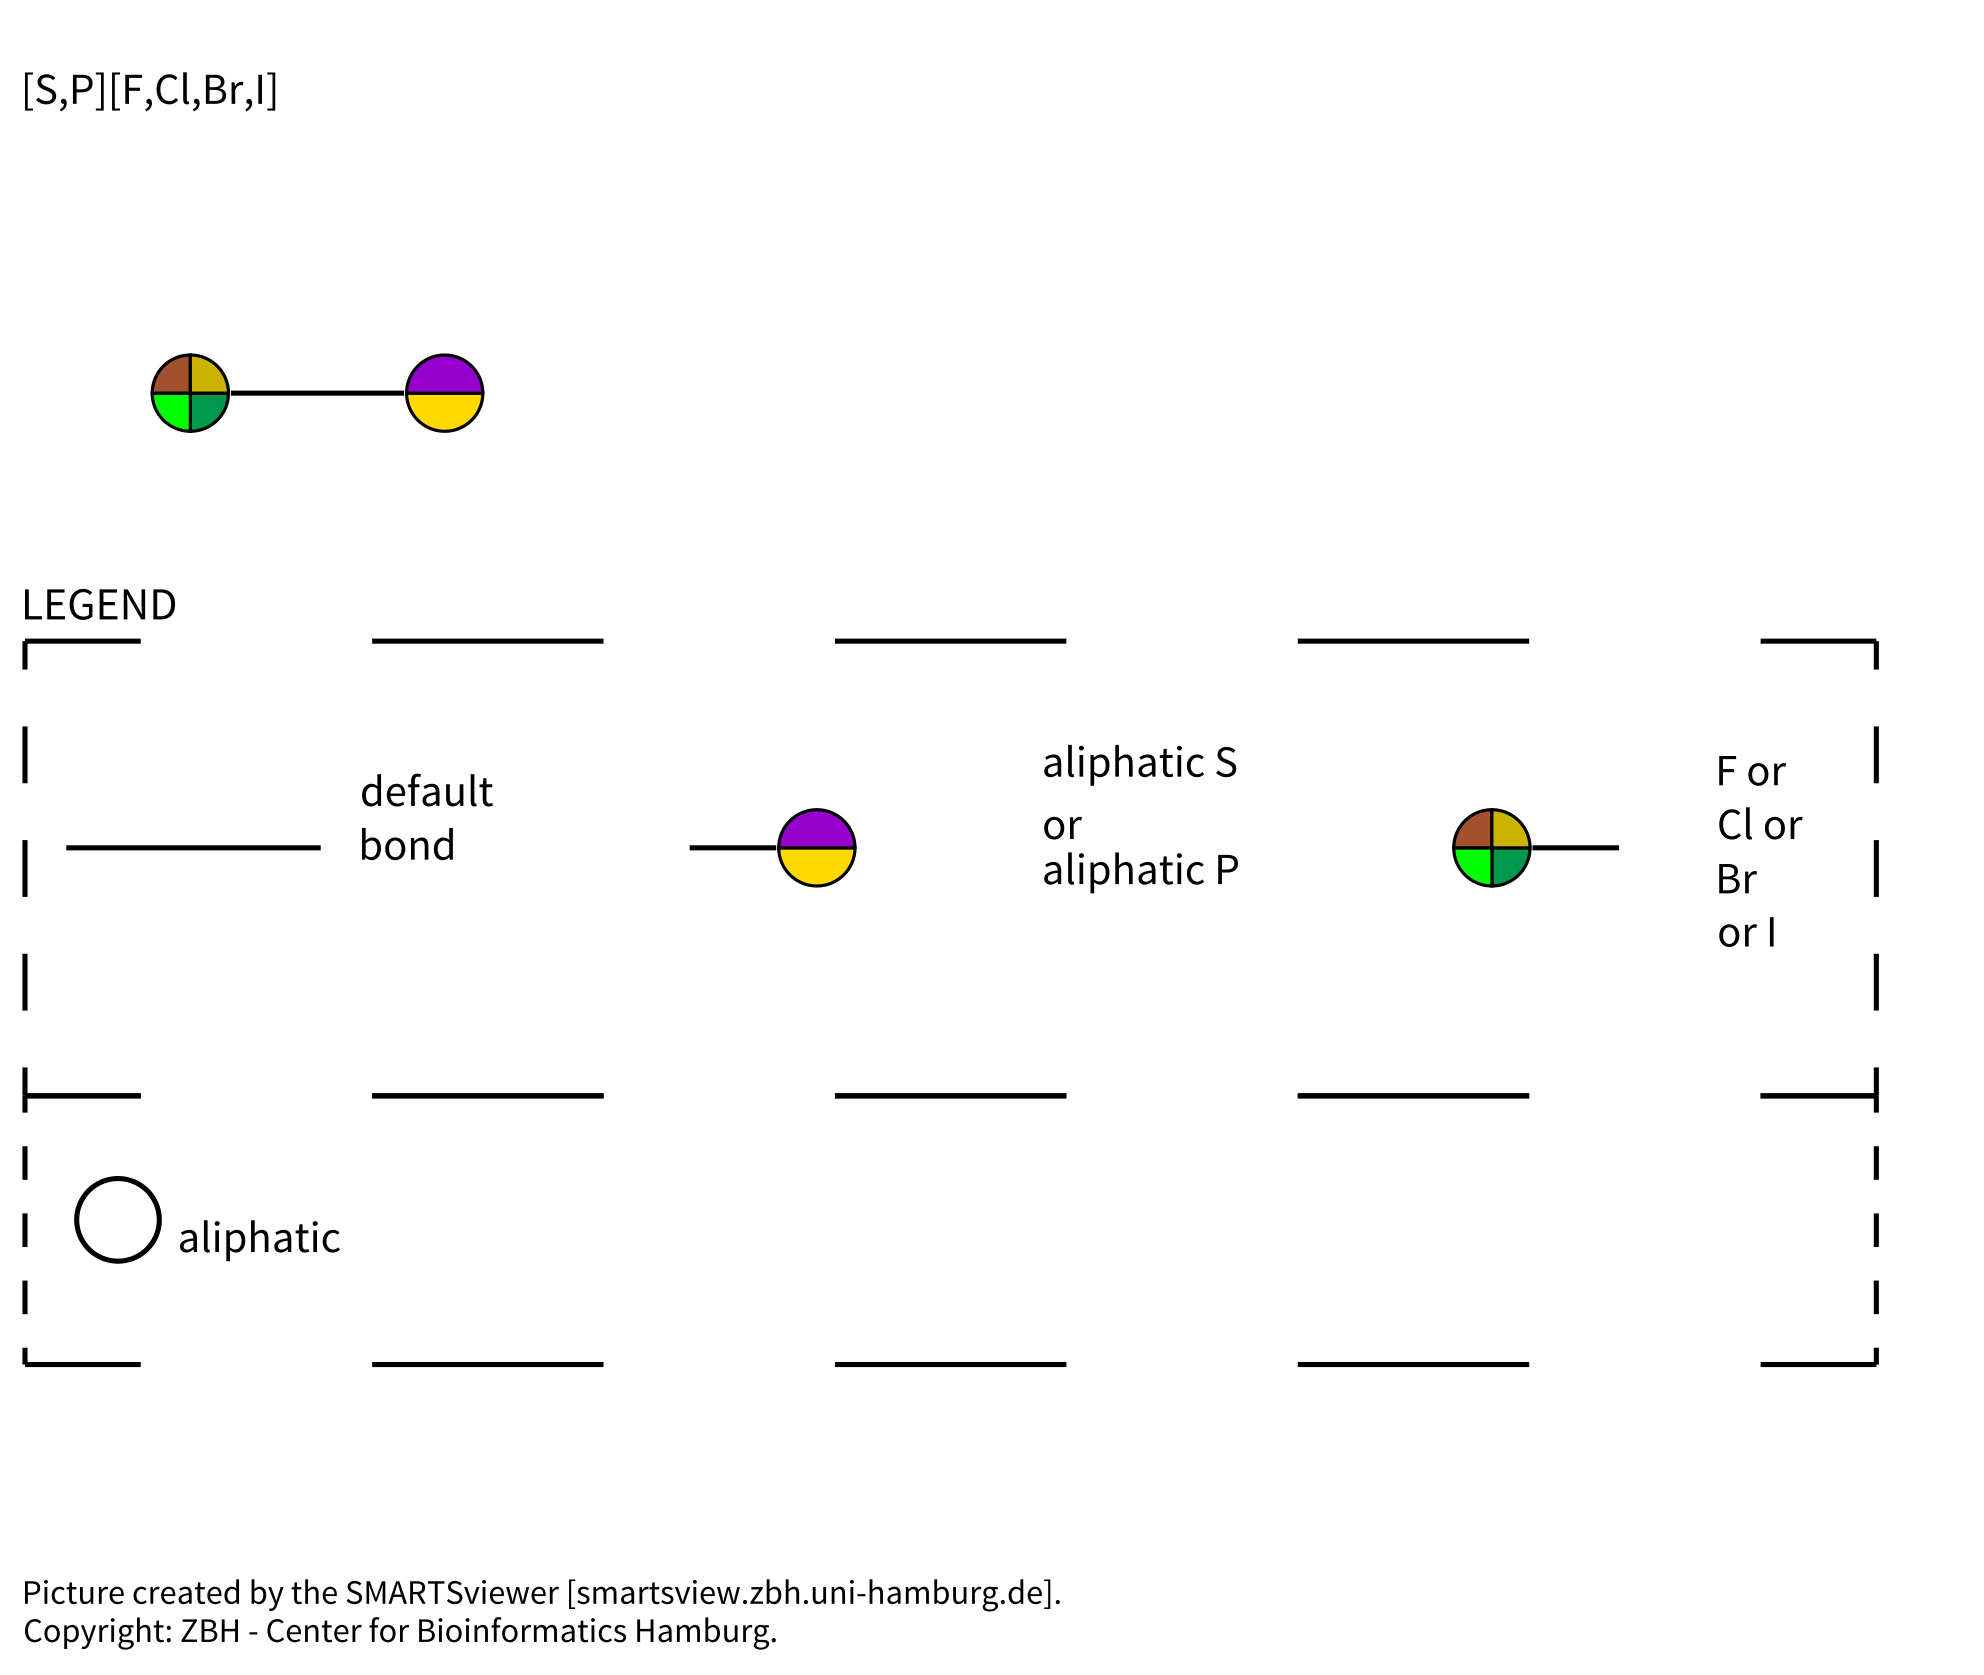 [S,P][F,Cl,Br,I]
LEGEND
default
bond
aliphatic S
or
aliphatic P
F or
Cl or
Br
or I
aliphatic
Picture created by the SMARTSviewer [smartsview.zbh.uni-hamburg.de].
Copyright: ZBH - Center for Bioinformatics Hamburg.